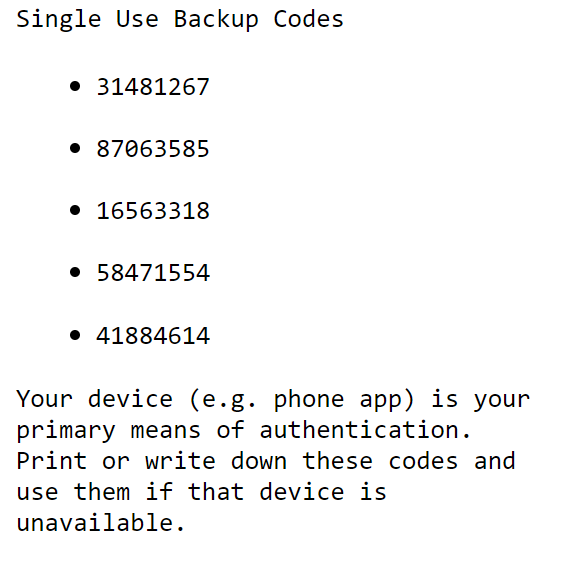 Single Use Backup Codes
• 31481267
• 87063585
• 16563318
• 58471554
• 41884614
Your device (e.g. phone app) is your
primary means of authentication.
Print or write down these codes and
use them if that device is
unavailable.